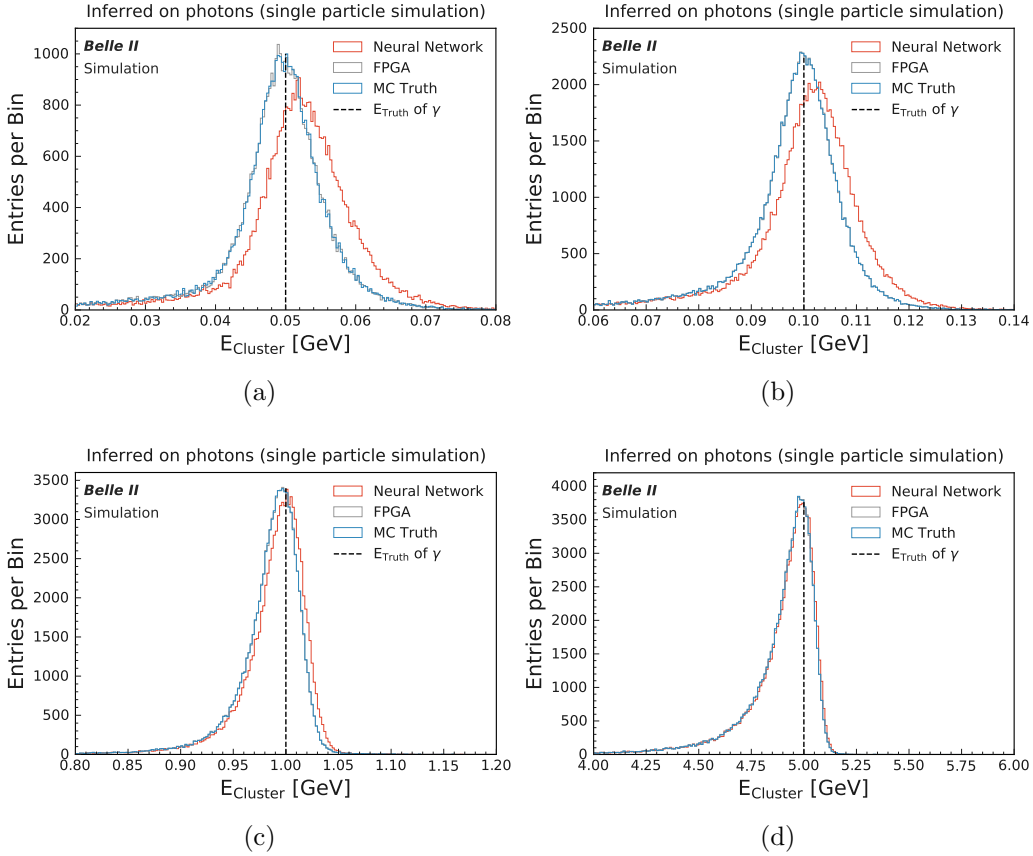 Inferred on photons (single particle simulation)
Belle II
Simulation
Neural Network
FPGA
MC Truth
E_Truth of γ
Entries per Bin
1000
800
600
400
200
0
0.02 0.03 0.04 0.05 0.06 0.07 0.08
E_Cluster [GeV]
(a)
Inferred on photons (single particle simulation)
Belle II
Simulation
Neural Network
FPGA
MC Truth
E_Truth of γ
Entries per Bin
2500
2000
1500
1000
500
0
0.06 0.07 0.08 0.09 0.10 0.11 0.12 0.13 0.14
E_Cluster [GeV]
(b)
Inferred on photons (single particle simulation)
Belle II
Simulation
Neural Network
FPGA
MC Truth
E_Truth of γ
Entries per Bin
3500
3000
2500
2000
1500
1000
500
0
0.80 0.85 0.90 0.95 1.00 1.05 1.10 1.15 1.20
E_Cluster [GeV]
(c)
Inferred on photons (single particle simulation)
Belle II
Simulation
Neural Network
FPGA
MC Truth
E_Truth of γ
Entries per Bin
4000
3500
3000
2500
2000
1500
1000
500
0
4.00 4.25 4.50 4.75 5.00 5.25 5.50 5.75 6.00
E_Cluster [GeV]
(d)